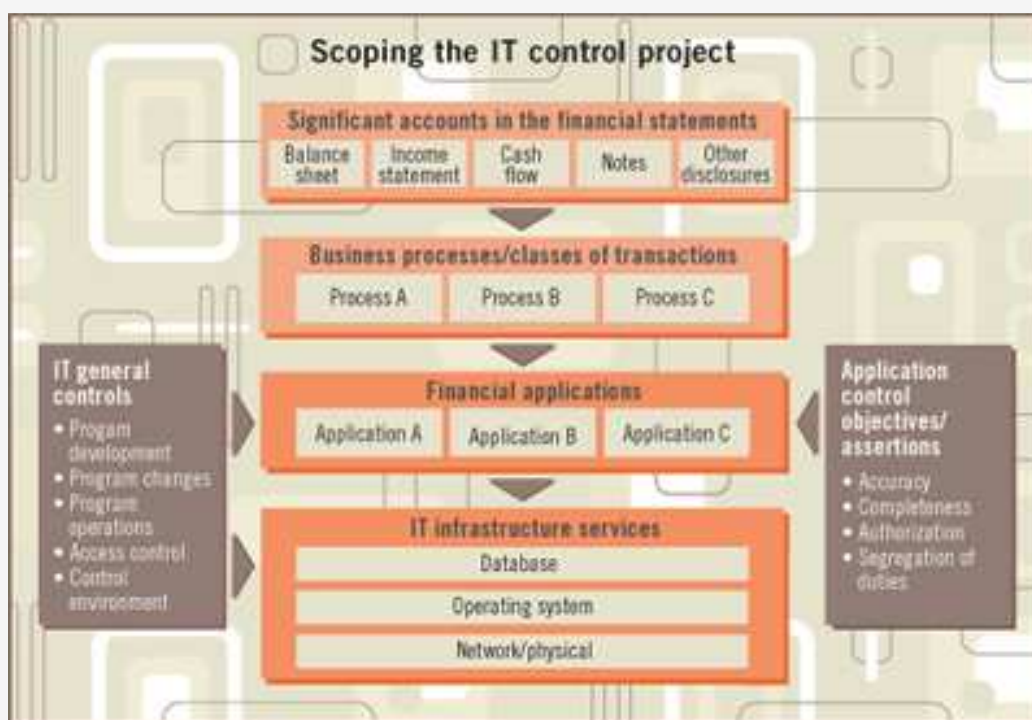 Scoping the IT control project
Significant accounts in the financial statements
Balance
sheet
Income
statement
Cash
flow
Notes
Other
disclosures
Business processes/classes of transactions
Process A
Process B
Process C
IT general
controls
• Progam
development
• Program changes
• Program
operations
• Access control
• Control
environment
Financial applications
Application A
Application B
Application C
IT infrastructure services
Database
Operating system
Network/physical
Application
control
objectives/
assertions
• Accuracy
• Completeness
• Authorization
• Segregation of
duties